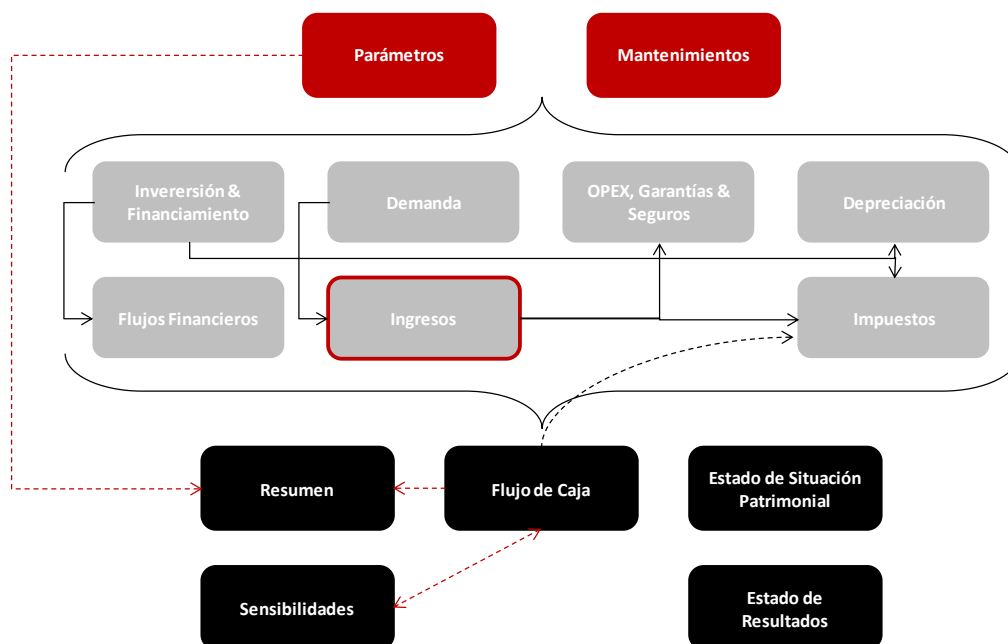 Parámetros
Mantenimientos
Inverersión &
Financiamiento
Demanda
OPEX, Garantías &
Seguros
Depreciación
Flujos Financieros
Ingresos
Impuestos
Resumen
Flujo de Caja
Estado de Situación
Patrimonial
Sensibilidades
Estado de
Resultados